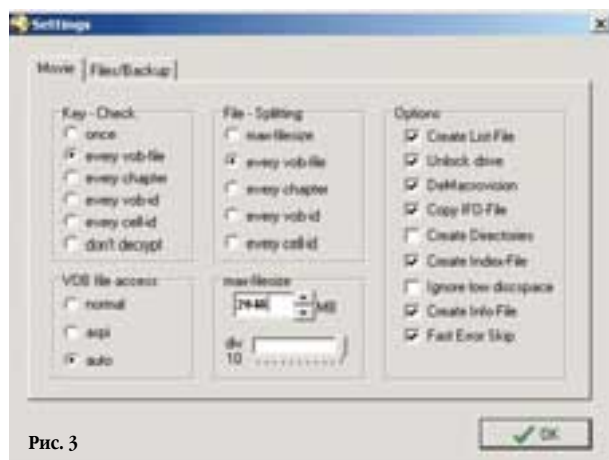 Settings
Movie
Files/Backup
Key - Check
once
every vob-file
every chapter
every vob-id
every cell-id
don't decrypt
File - Splitting
max-filesize
every vob-file
every chapter
every vob-id
every cell-id
Options
Create List-File
Unlock drive
DeMacrovision
Copy IFO-File
Create Directories
Create Index-File
Ignore low discspace
Create Info File
Fast Error Skip
VOB file access
normal
aspi
auto
max-filesize
MB
div
10
OK
Рис. 3